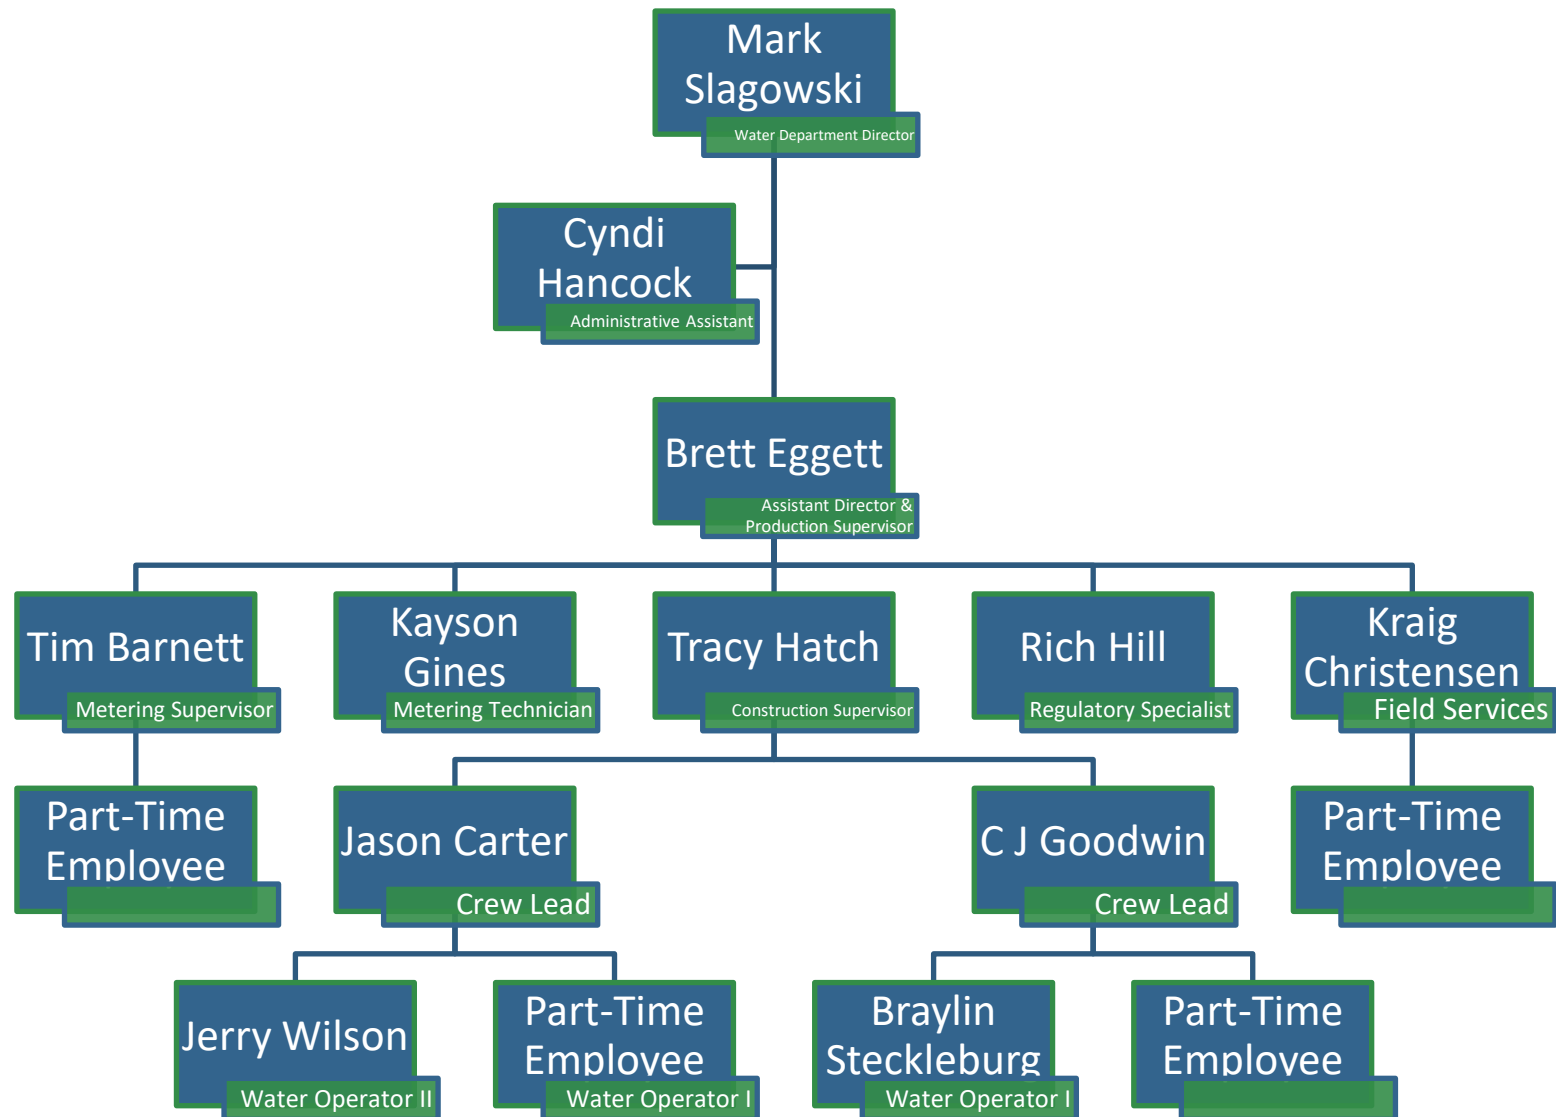 Mark
Slagowski
Water Department Director
Cyndi
Hancock
Administrative Assistant
Brett Eggett
Assistant Director &
Production Supervisor
Tim Barnett
Metering Supervisor
Kayson
Gines
Metering Technician
Tracy Hatch
Construction Supervisor
Rich Hill
Regulatory Specialist
Kraig
Christensen
Field Services
Part-Time
Employee
Jason Carter
Crew Lead
C J Goodwin
Crew Lead
Part-Time
Employee
Jerry Wilson
Water Operator II
Part-Time
Employee
Water Operator I
Braylin
Steckleburg
Water Operator I
Part-Time
Employee